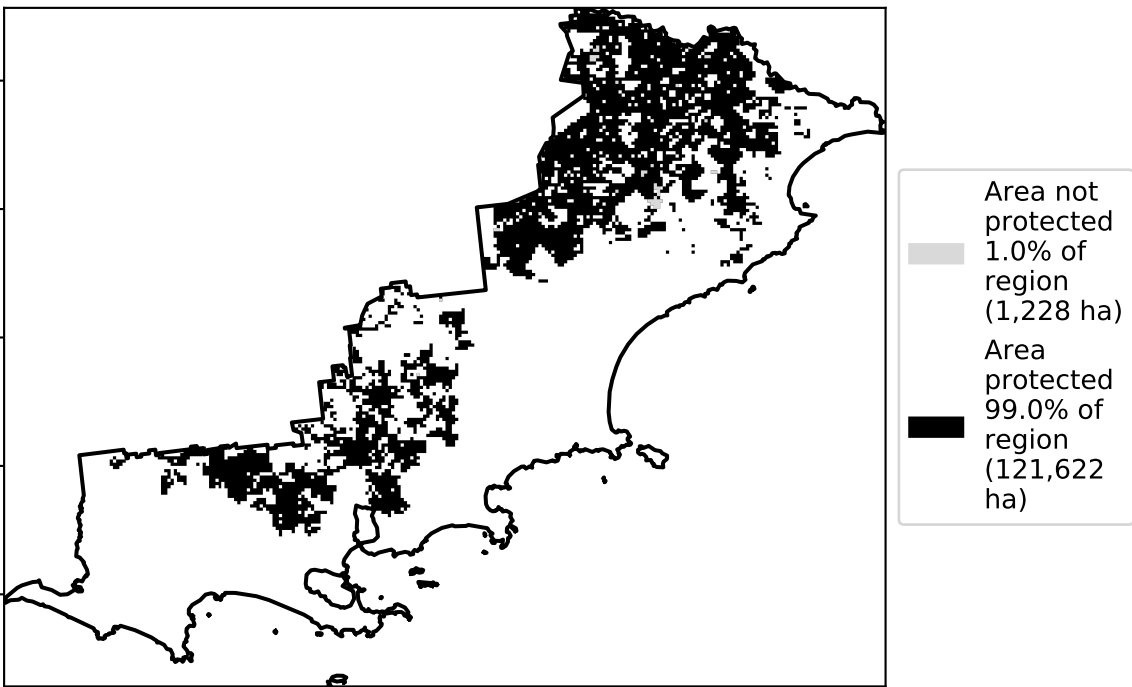 Area not
protected
1.0% of
region
(1,228 ha)
Area
protected
99.0% of
region
(121,622
ha)